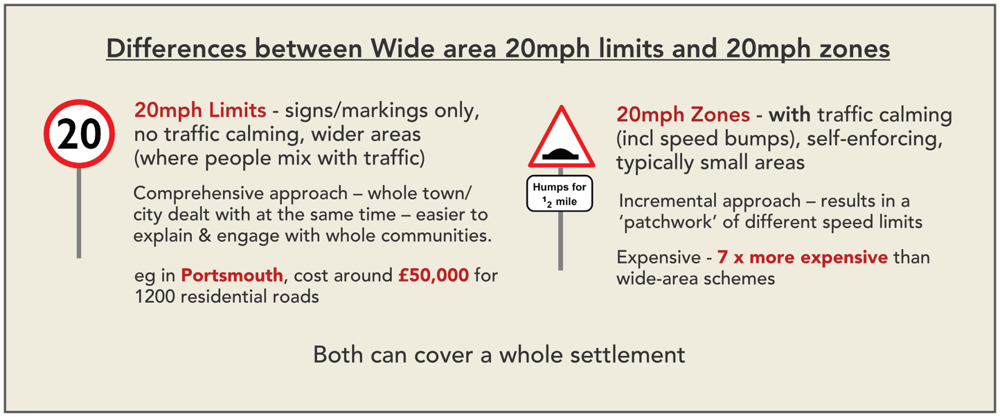 Differences between Wide area 20mph limits and 20mph zones
20
20mph Limits - signs/markings only,
no traffic calming, wider areas
(where people mix with traffic)
Comprehensive approach – whole town/
city dealt with at the same time – easier to
explain & engage with whole communities.
eg in Portsmouth, cost around £50,000 for
1200 residential roads
Humps for
1/2 mile
20mph Zones - with traffic calming
(incl speed bumps), self-enforcing,
typically small areas
Incremental approach – results in a
‘patchwork’ of different speed limits
Expensive - 7 x more expensive than
wide-area schemes
Both can cover a whole settlement